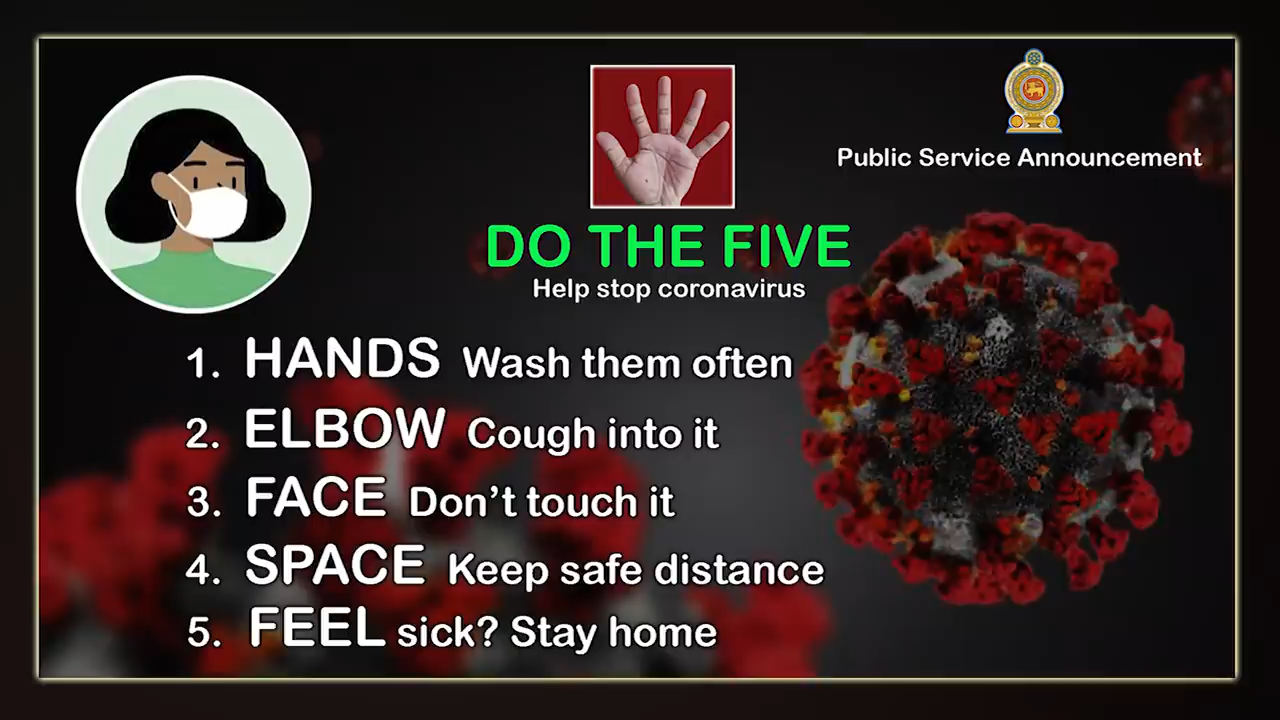 Public Service Announcement
DO THE FIVE
Help stop coronavirus
1. HANDS Wash them often
2. ELBOW Cough into it
3. FACE Don't touch it
4. SPACE Keep safe distance
5. FEEL sick? Stay home